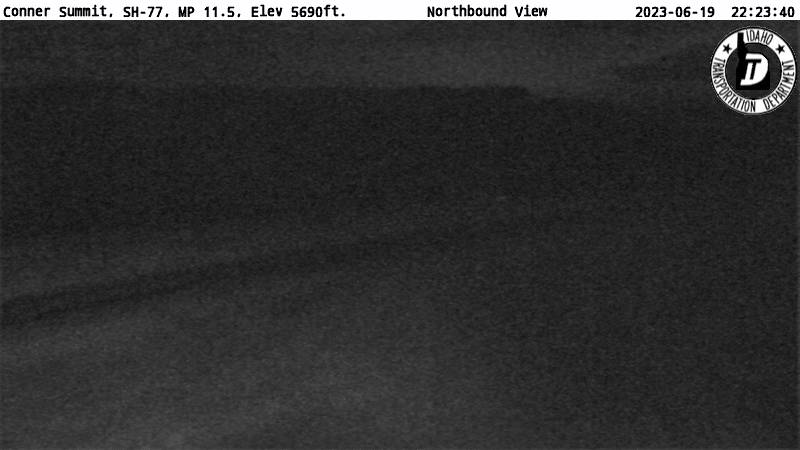 Conner Summit, SH-77, MP 11.5, Elev 5690ft. Northbound View 2023-06-19 22:23:40
IDAHO
TRANSPORTATION DEPARTMENT